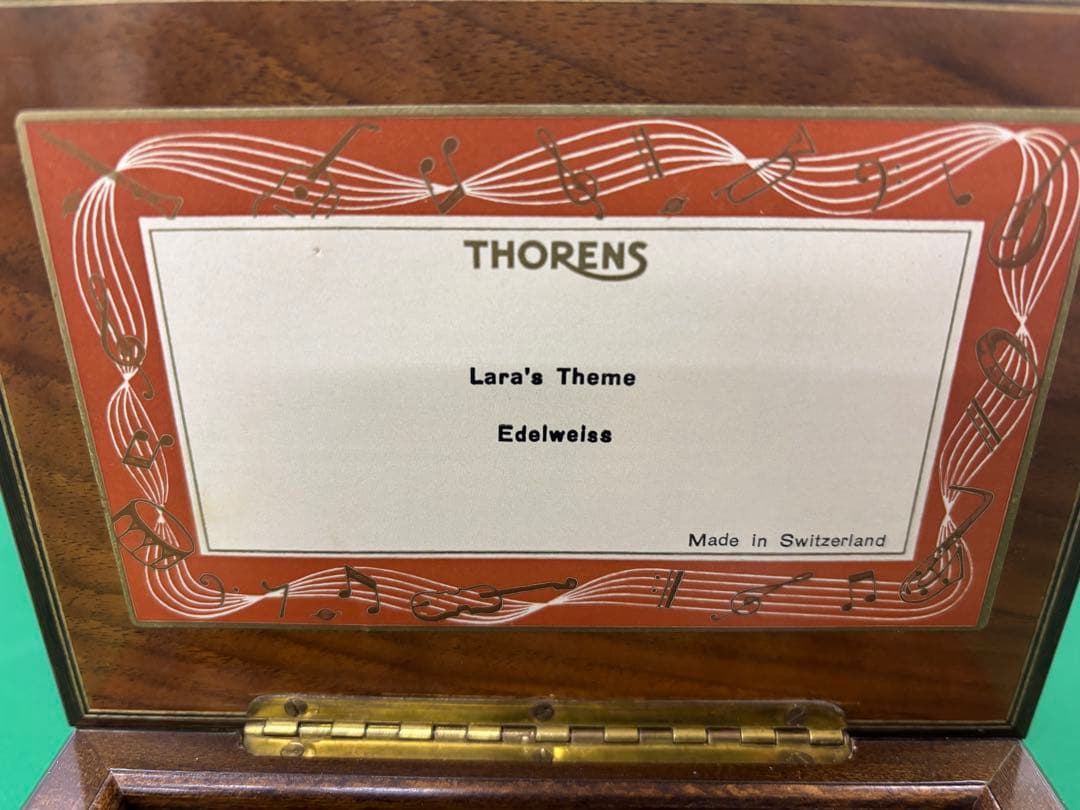 THORENS
Lara's Theme
Edelweiss
Made in Switzerland